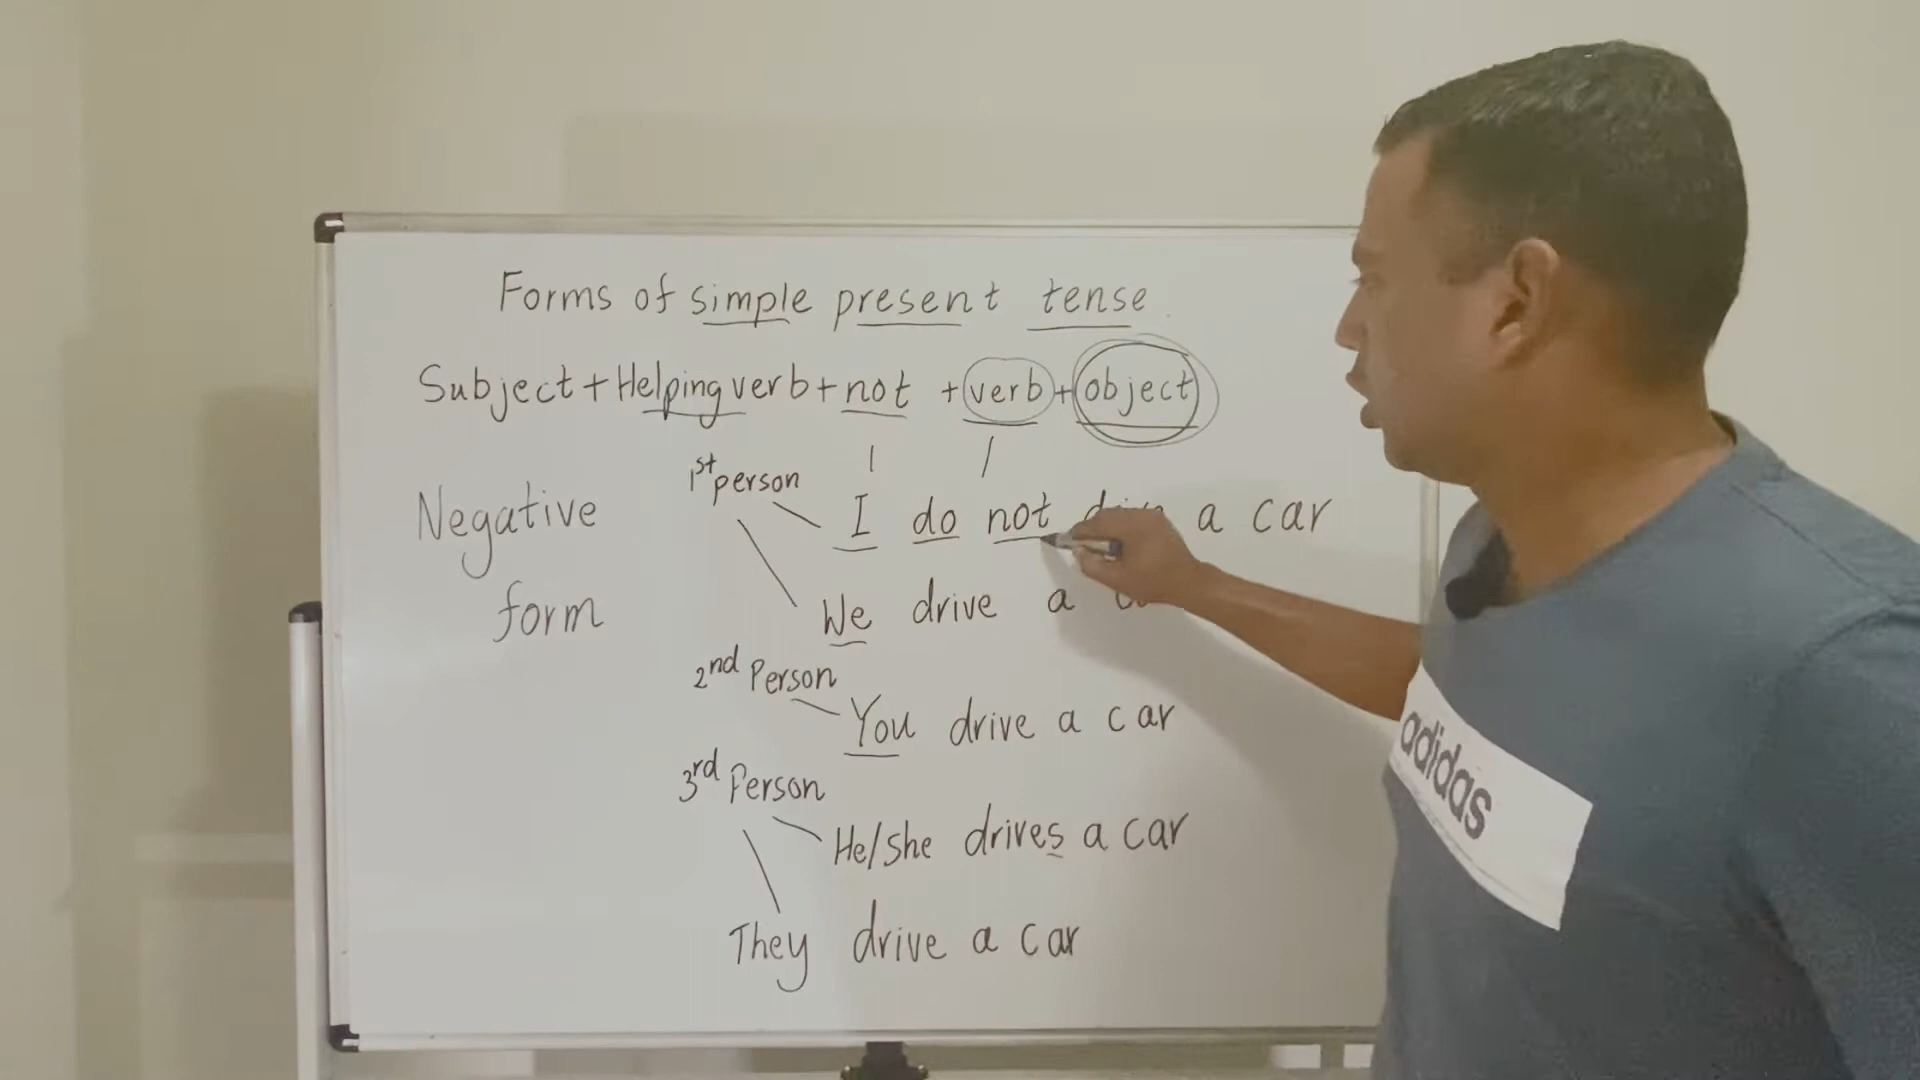 Forms of simple present tense
Subject + Helping verb + not + verb + object
1st person
Negative
form
I do not a car
We drive a
2nd Person
You drive a car
3rd Person
He/She drives a car
They drive a car
adidas